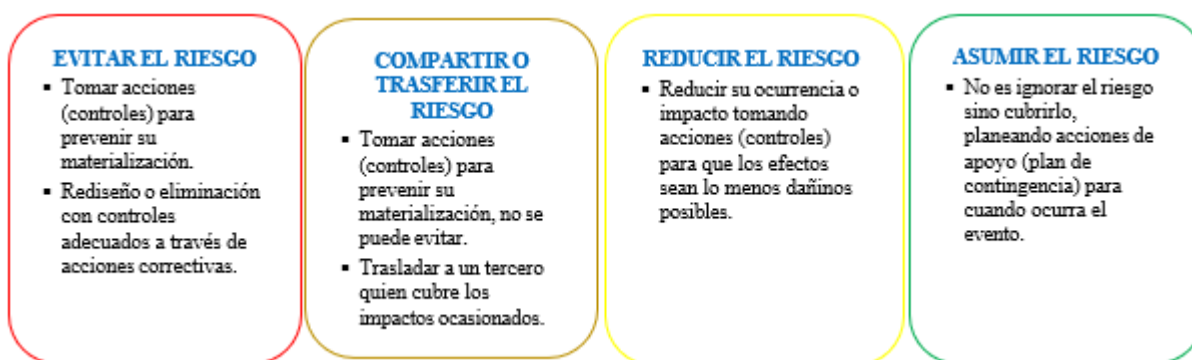 EVITAR EL RIESGO
▪ Tomar acciones
(controles) para
prevenir su
materialización.
▪ Rediseño o eliminación
con controles
adecuados a través de
acciones correctivas.
COMPARTIR O
TRASFERIR EL
RIESGO
▪ Tomar acciones
(controles) para
prevenir su
materialización, no se
puede evitar.
▪ Trasladar a un tercero
quien cubre los
impactos ocasionados.
REDUCIR EL RIESGO
▪ Reducir su ocurrencia o
impacto tomando
acciones (controles)
para que los efectos
sean lo menos dañinos
posibles.
ASUMIR EL RIESGO
▪ No es ignorar el riesgo
sino cubrirlo,
planeando acciones de
apoyo (plan de
contingencia) para
cuando ocurra el
evento.